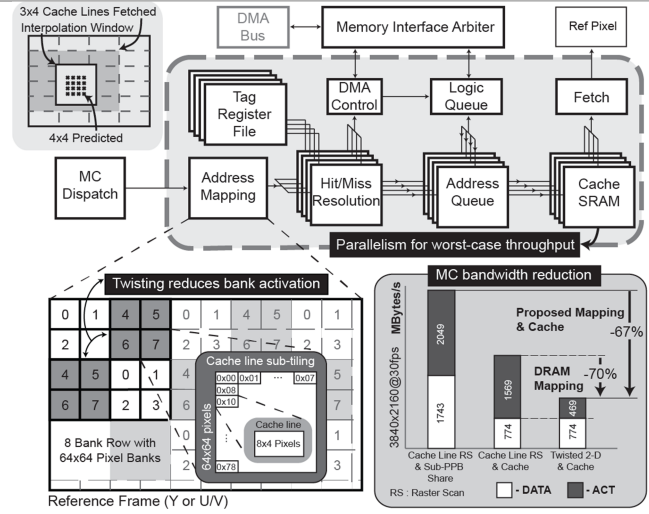 3x4 Cache Lines Fetched
Interpolation Window
4x4 Predicted
DMA
Bus
Memory Interface Arbiter
Ref Pixel
Tag
Register
File
DMA
Control
Logic
Queue
Fetch
MC
Dispatch
Address
Mapping
Hit/Miss
Resolution
Address
Queue
Cache
SRAM
Parallelism for worst-case throughput
Twisting reduces bank activation
0 1 4 5 0 1 4 5 0 1
2 6 7 2 3 6 7 2 3
4 5 0 1 4 5
6 7 2 3 6 7
0 1
2 3
8 Bank Row with
64x64 Pixel Banks
Cache line sub-tiling
0x00 0x01 ... 0x07
0x08
0x10
0x78
64x64 pixels
Cache line
8x4 Pixels
Reference Frame (Y or U/V)
MC bandwidth reduction
3840x2160@30fps MBytes/s
2049
1743
1569
774
469
774
Proposed Mapping
& Cache
-67%
DRAM
Mapping
-70%
Cache Line RS
& Sub-PPB
Share
Cache Line RS
& Cache
Twisted 2-D
& Cache
RS : Raster Scan
- DATA
- ACT